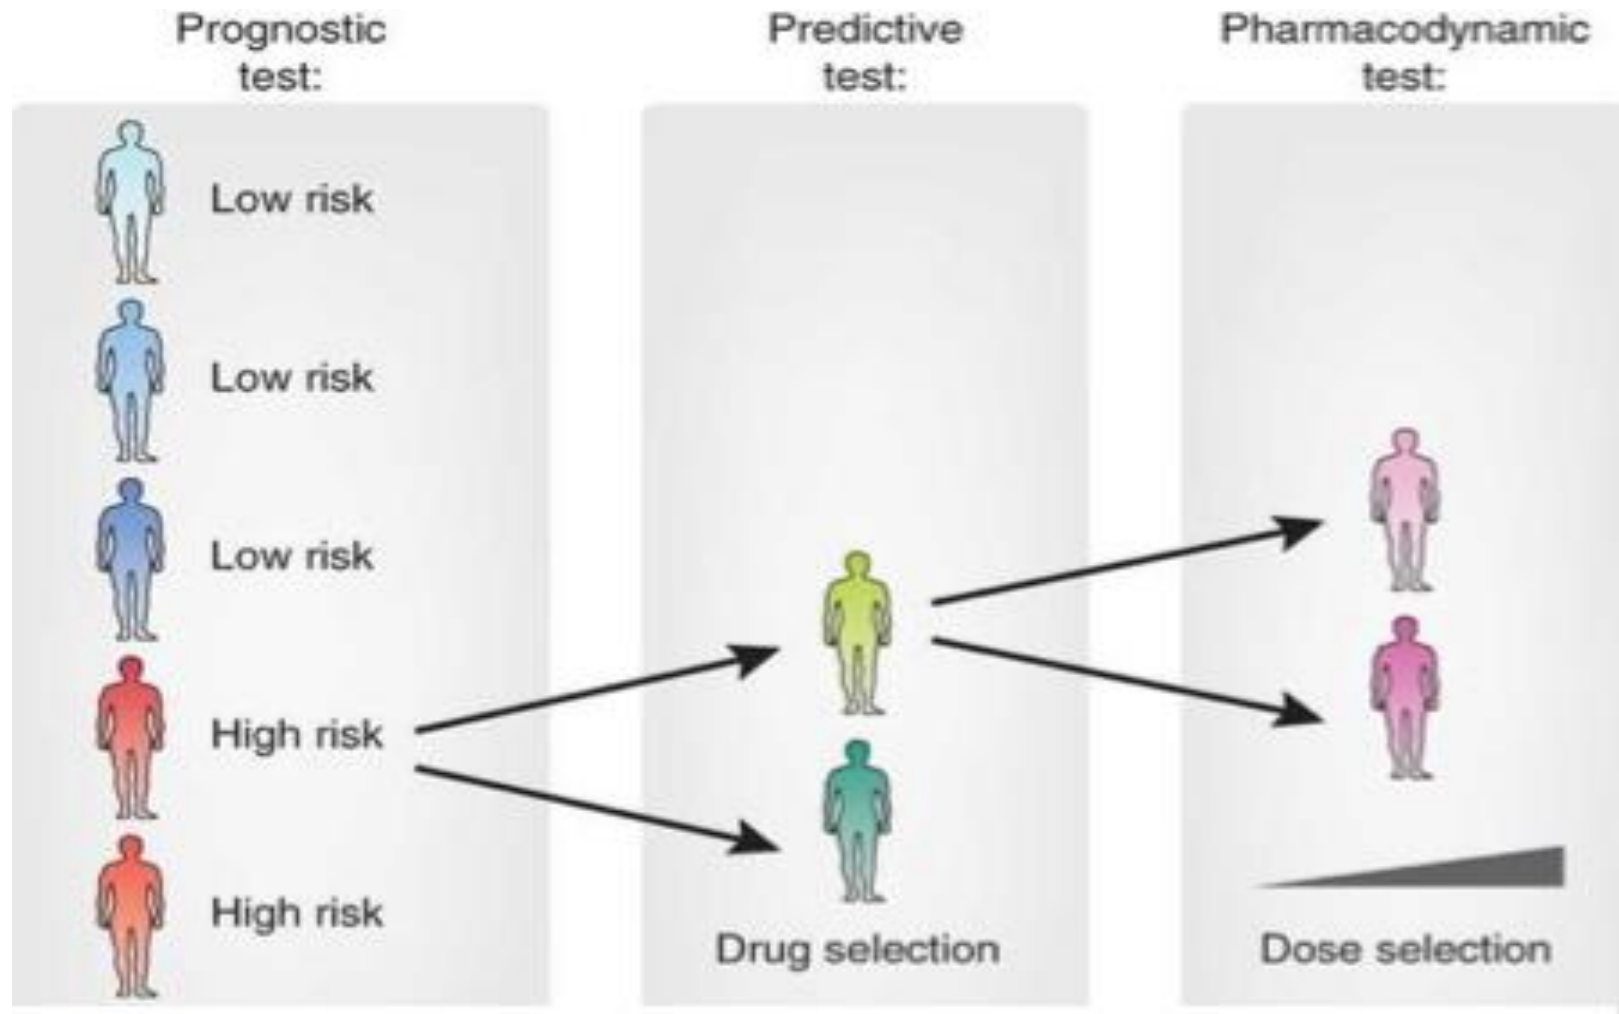 Prognostic
test:
Low risk
Low risk
Low risk
High risk
High risk
Predictive
test:
Drug selection
Pharmacodynamic
test:
Dose selection